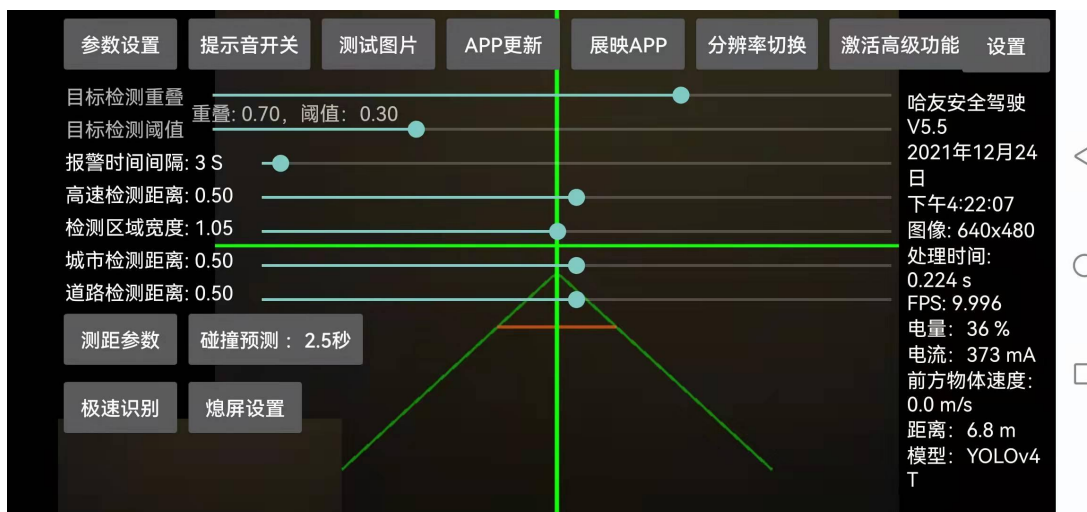 参数设置
提示音开关
测试图片
APP更新
展映APP
分辨率切换
激活高级功能
设置
目标检测重叠
重叠: 0.70，阈值：0.30
目标检测阈值
报警时间间隔: 3 S
高速检测距离: 0.50
检测区域宽度: 1.05
城市检测距离: 0.50
道路检测距离: 0.50
测距参数
碰撞预测 ：2.5秒
极速识别
熄屏设置
哈友安全驾驶
V5.5
2021年12月24
日
下午4:22:07
图像: 640x480
处理时间:
0.224 s
FPS: 9.996
电量：36 %
电流：373 mA
前方物体速度:
0.0 m/s
距离：6.8 m
模型：YOLOv4
T